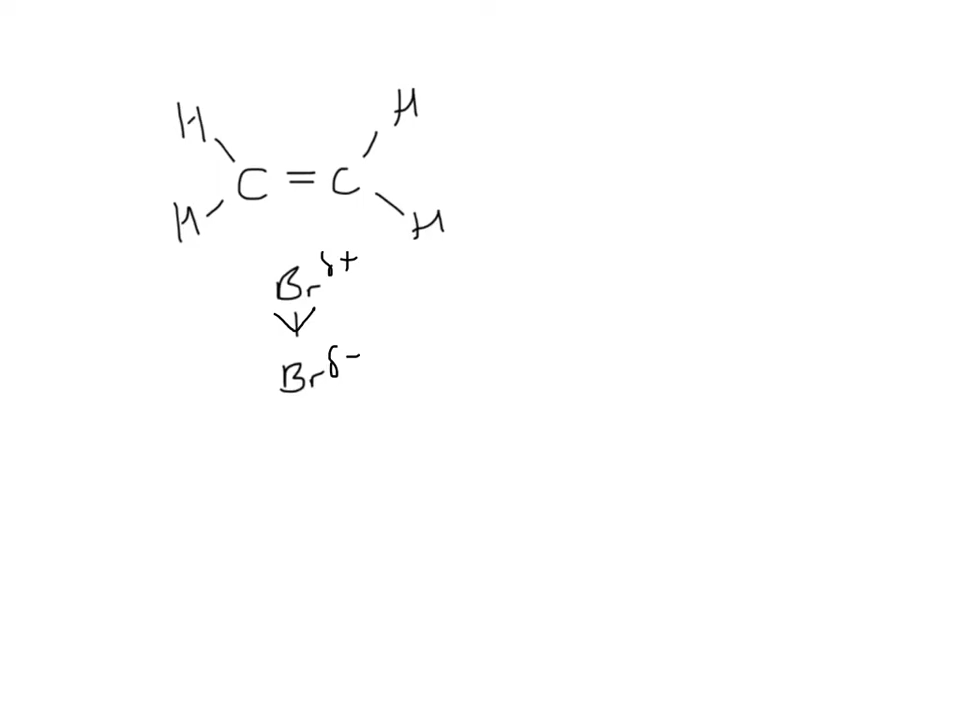 H H
C = C
H H
Br δ+
Br δ-